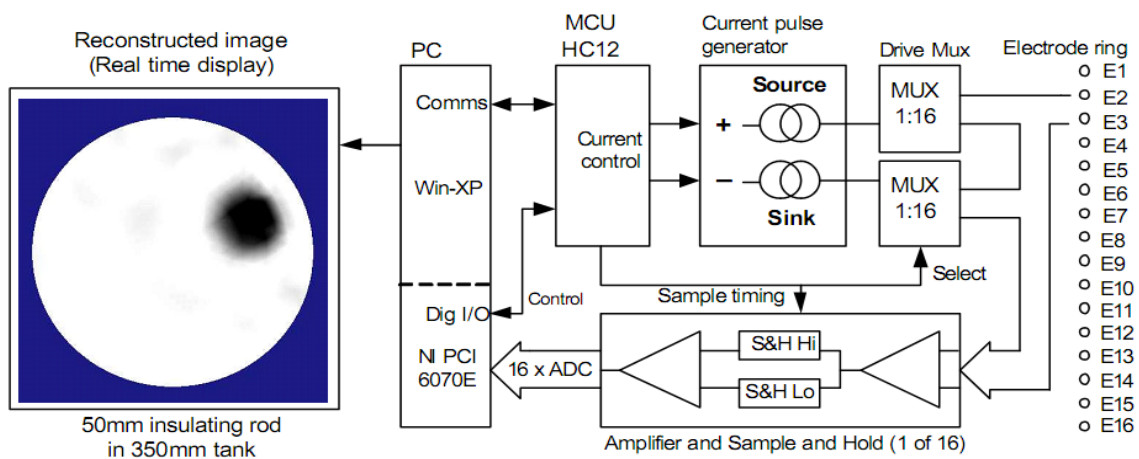 Reconstructed image
(Real time display)
50mm insulating rod
in 350mm tank
PC
Comms
Win-XP
Dig I/O
NI PCI
6070E
MCU
HC12
Current
control
Control
Current pulse
generator
Source
+
−
Sink
Drive Mux
MUX
1:16
MUX
1:16
Select
Sample timing
16 x ADC
S&H Hi
S&H Lo
Amplifier and Sample and Hold (1 of 16)
Electrode ring
E1
E2
E3
E4
E5
E6
E7
E8
E9
E10
E11
E12
E13
E14
E15
E16